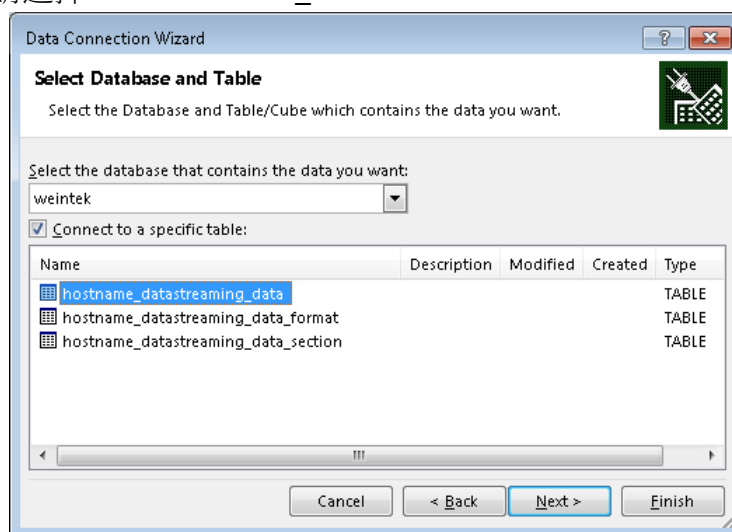 Data Connection Wizard
Select Database and Table
Select the Database and Table/Cube which contains the data you want.
Select the database that contains the data you want:
weintek
Connect to a specific table:
Name Description Modified Created Type
hostname_datastreaming_data TABLE
hostname_datastreaming_data_format TABLE
hostname_datastreaming_data_section TABLE
Cancel < Back Next > Finish